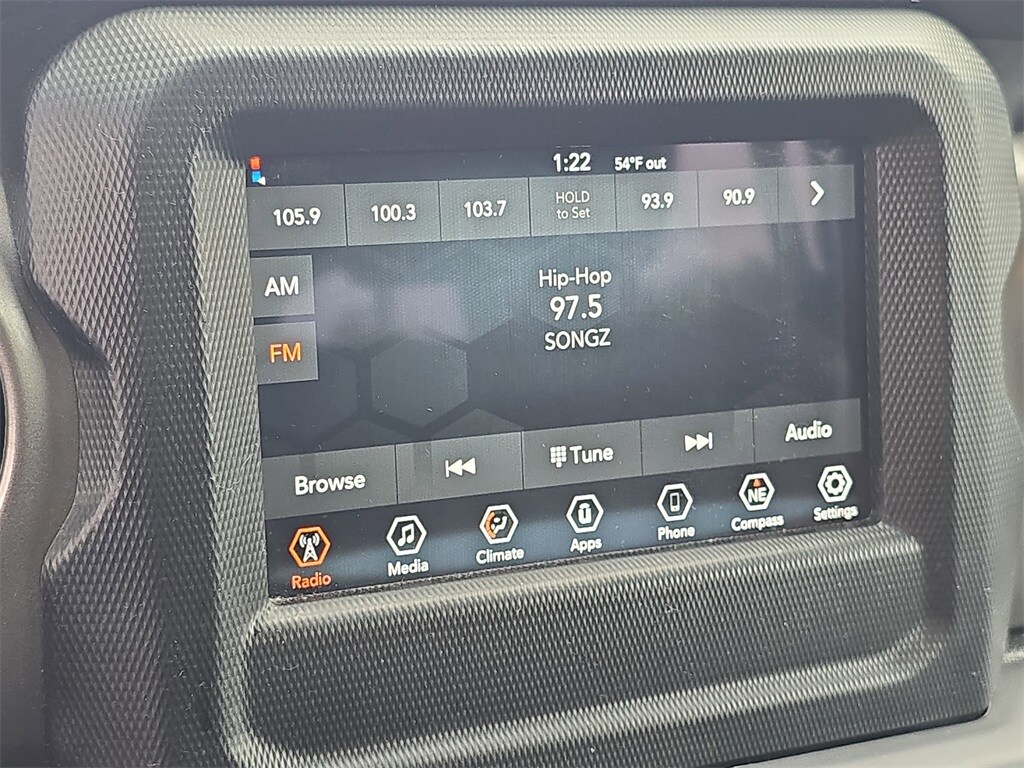 1:22 54°F out
105.9 100.3 103.7 HOLD 93.9 90.9
to Set
AM
FM
Hip-Hop
97.5
SONGZ
Browse Tune Audio
Radio Media Climate Apps Phone NE Compass Settings